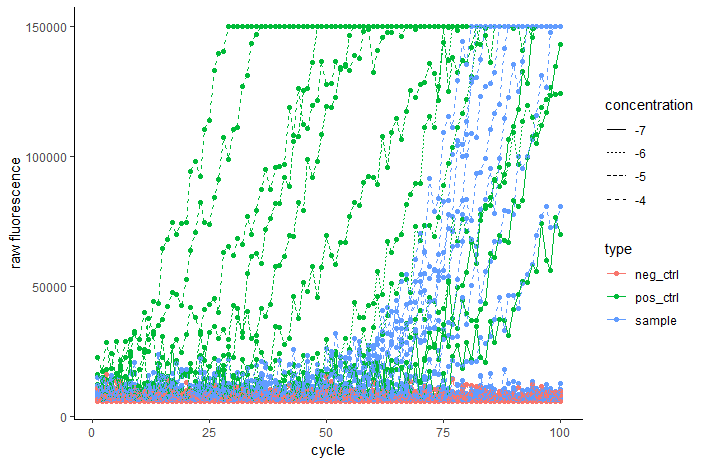 150000
100000
50000
0
raw fluorescence
0
25
50
75
100
cycle
concentration
-7
-6
-5
-4
type
neg_ctrl
pos_ctrl
sample